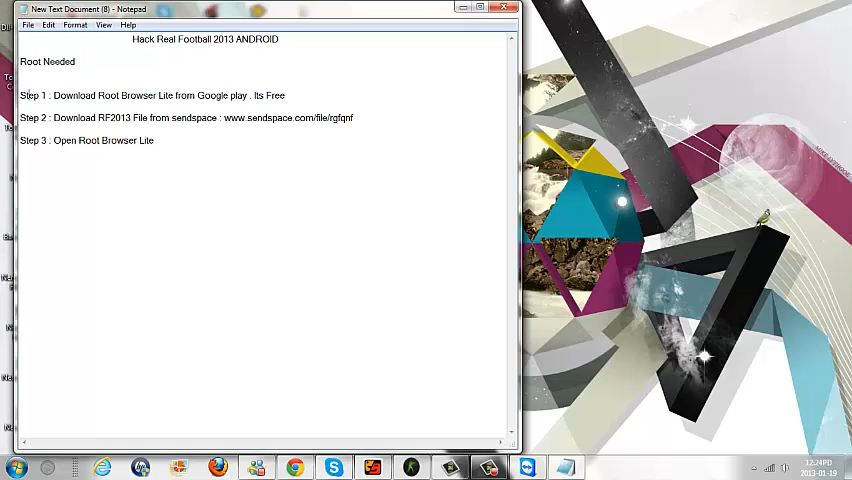 New Text Document (8) - Notepad
File Edit Format View Help
Hack Real Football 2013 ANDROID
Root Needed
Step 1 : Download Root Browser Lite from Google play . Its Free
Step 2 : Download RF2013 File from sendspace : www.sendspace.com/file/rgfqnf
Step 3 : Open Root Browser Lite
12:24PD
2013-01-19